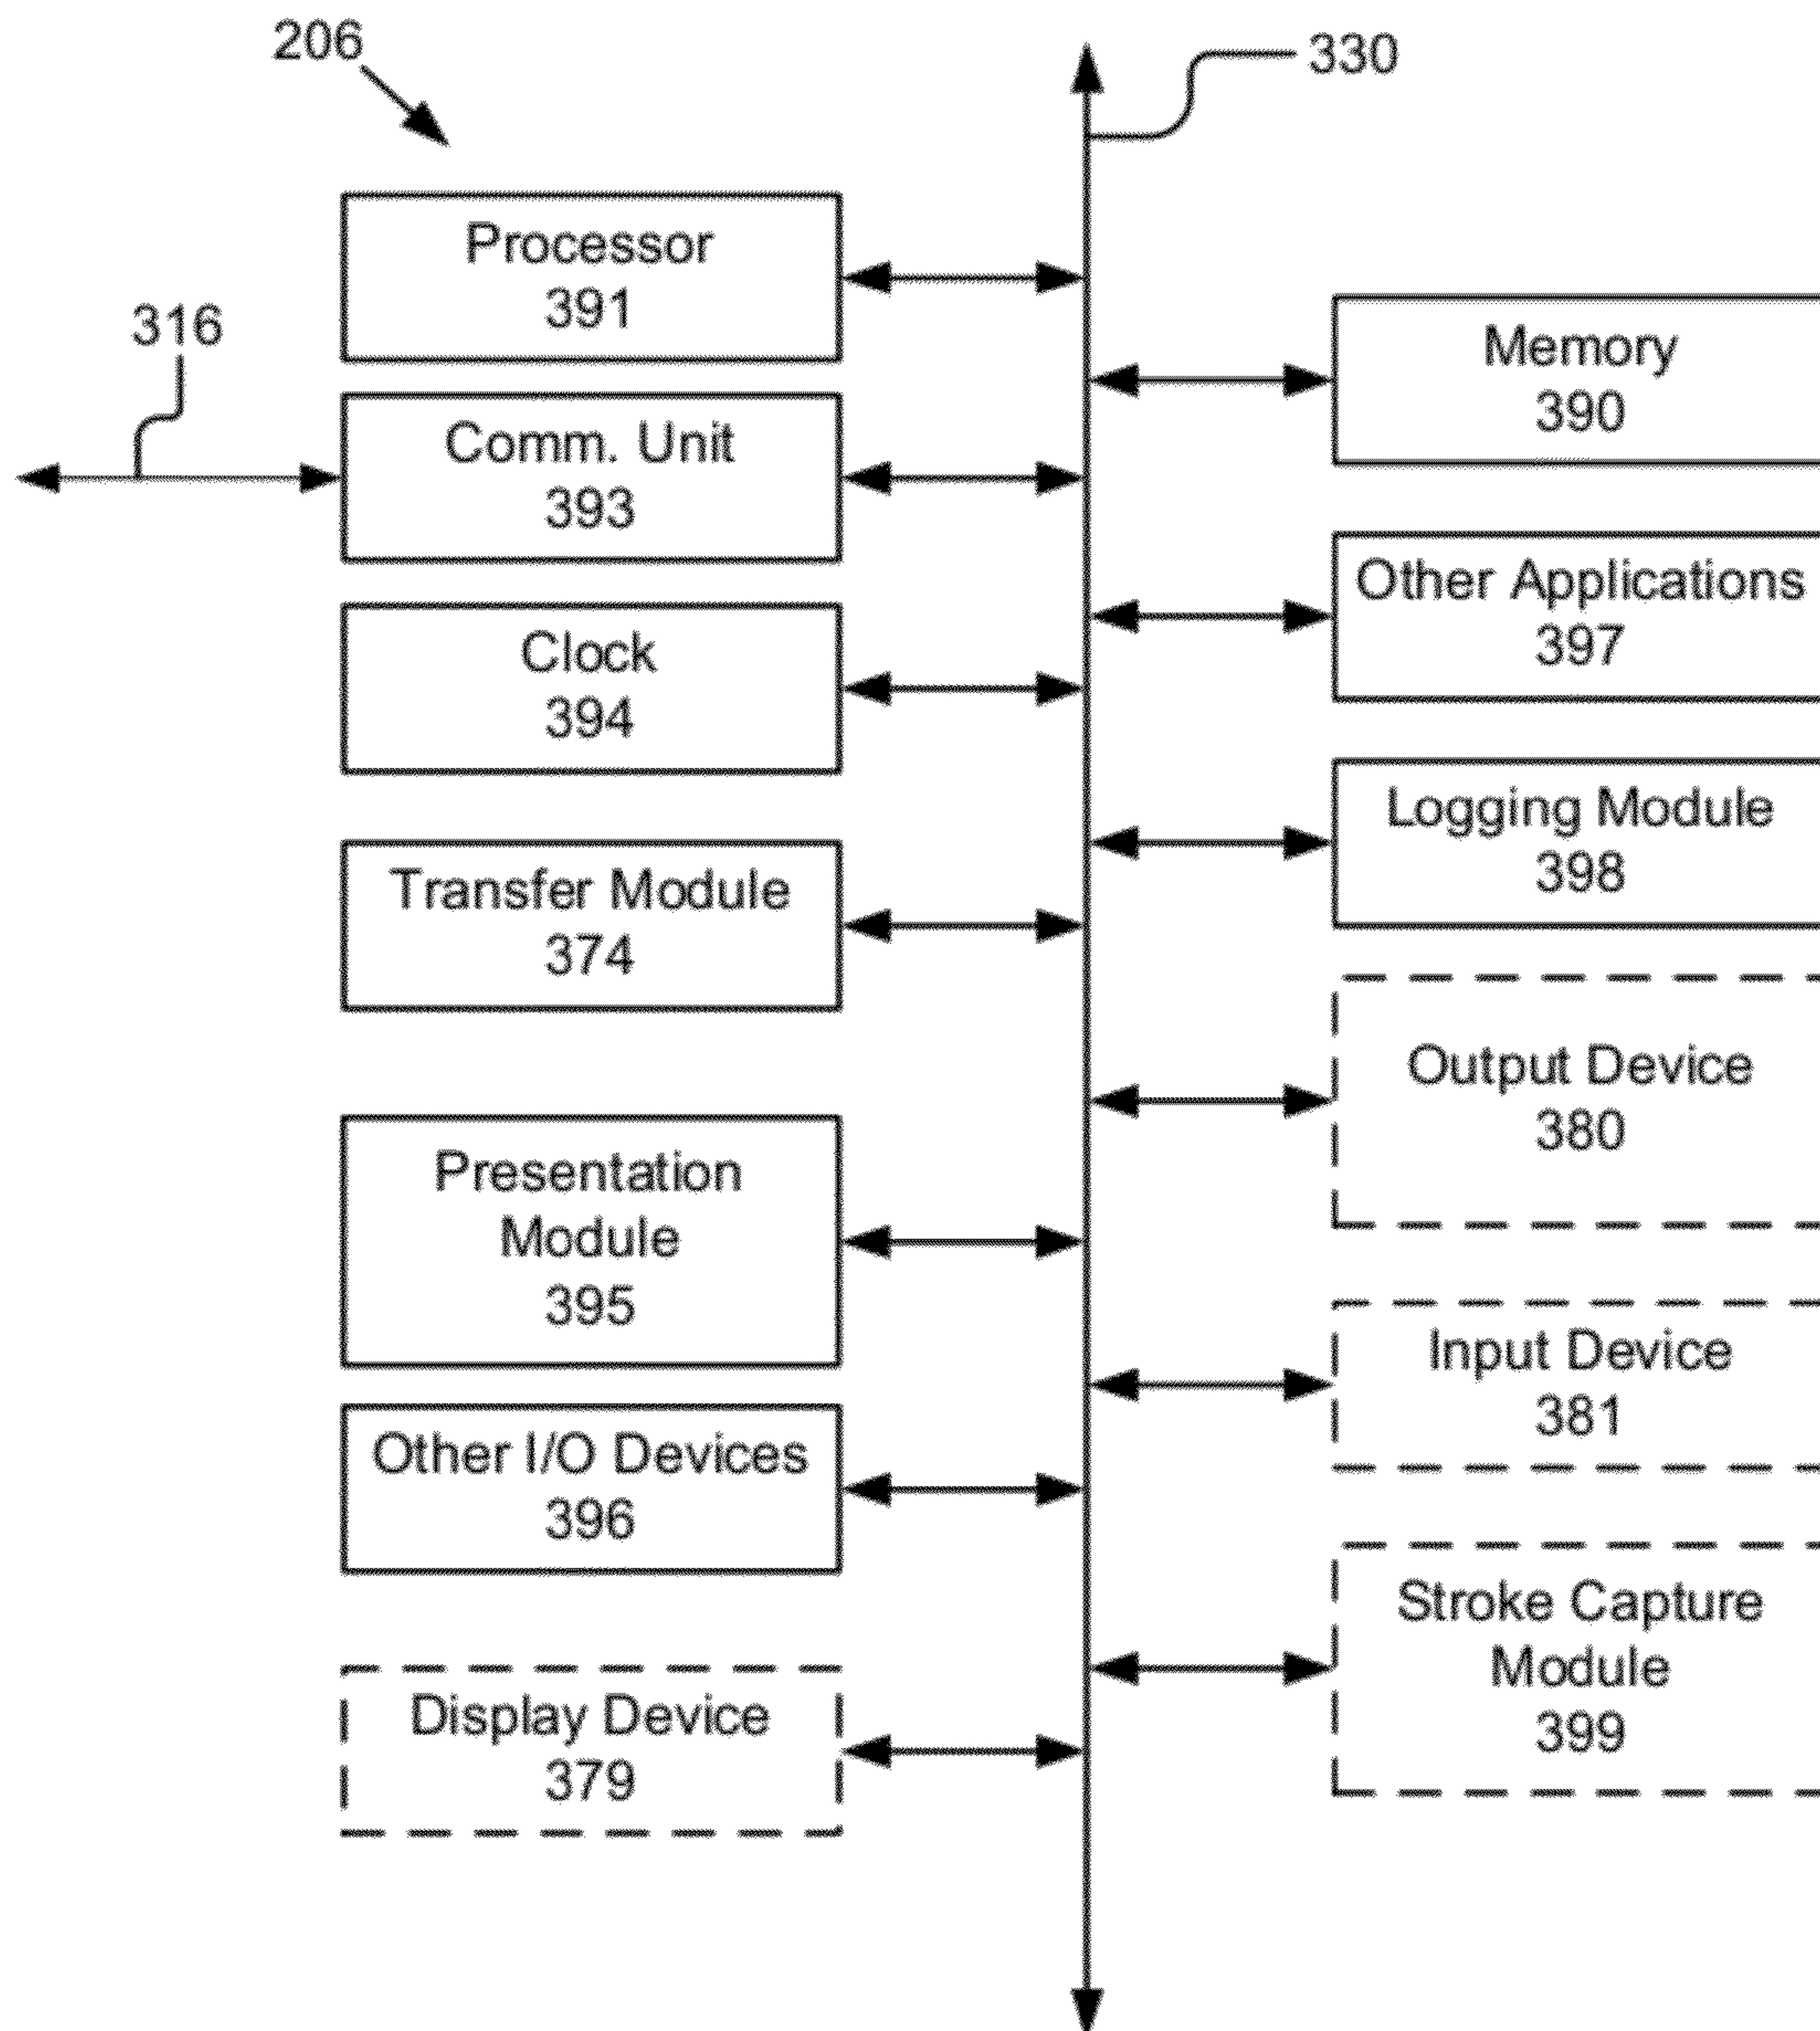 206
330
Processor
391
316
Comm. Unit
393
Clock
394
Transfer Module
374
Presentation
Module
395
Other I/O Devices
396
Display Device
379
Memory
390
Other Applications
397
Logging Module
398
Output Device
380
Input Device
381
Stroke Capture
Module
399